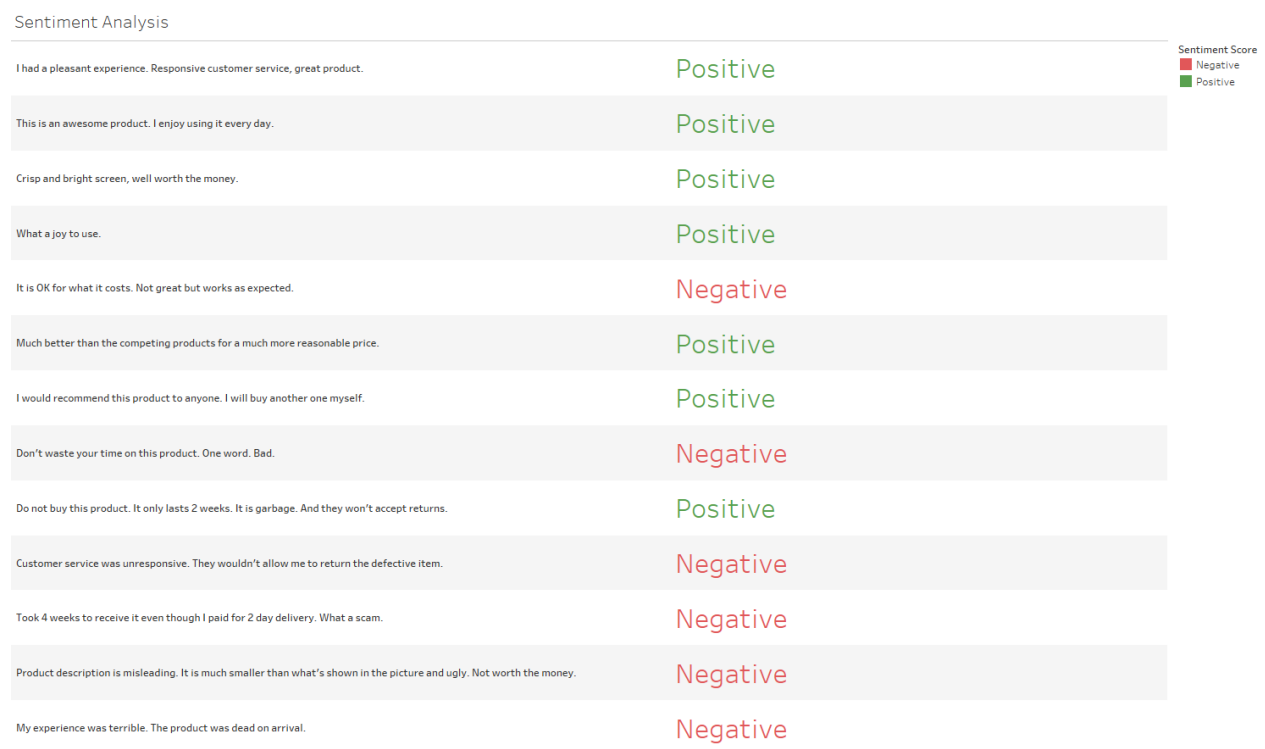 Sentiment Analysis
Sentiment Score
Negative
Positive
I had a pleasant experience. Responsive customer service, great product. Positive
This is an awesome product. I enjoy using it every day. Positive
Crisp and bright screen, well worth the money. Positive
What a joy to use. Positive
It is OK for what it costs. Not great but works as expected. Negative
Much better than the competing products for a much more reasonable price. Positive
I would recommend this product to anyone. I will buy another one myself. Positive
Don’t waste your time on this product. One word. Bad. Negative
Do not buy this product. It only lasts 2 weeks. It is garbage. And they won’t accept returns. Positive
Customer service was unresponsive. They wouldn’t allow me to return the defective item. Negative
Took 4 weeks to receive it even though I paid for 2 day delivery. What a scam. Negative
Product description is misleading. It is much smaller than what’s shown in the picture and ugly. Not worth the money. Negative
My experience was terrible. The product was dead on arrival. Negative